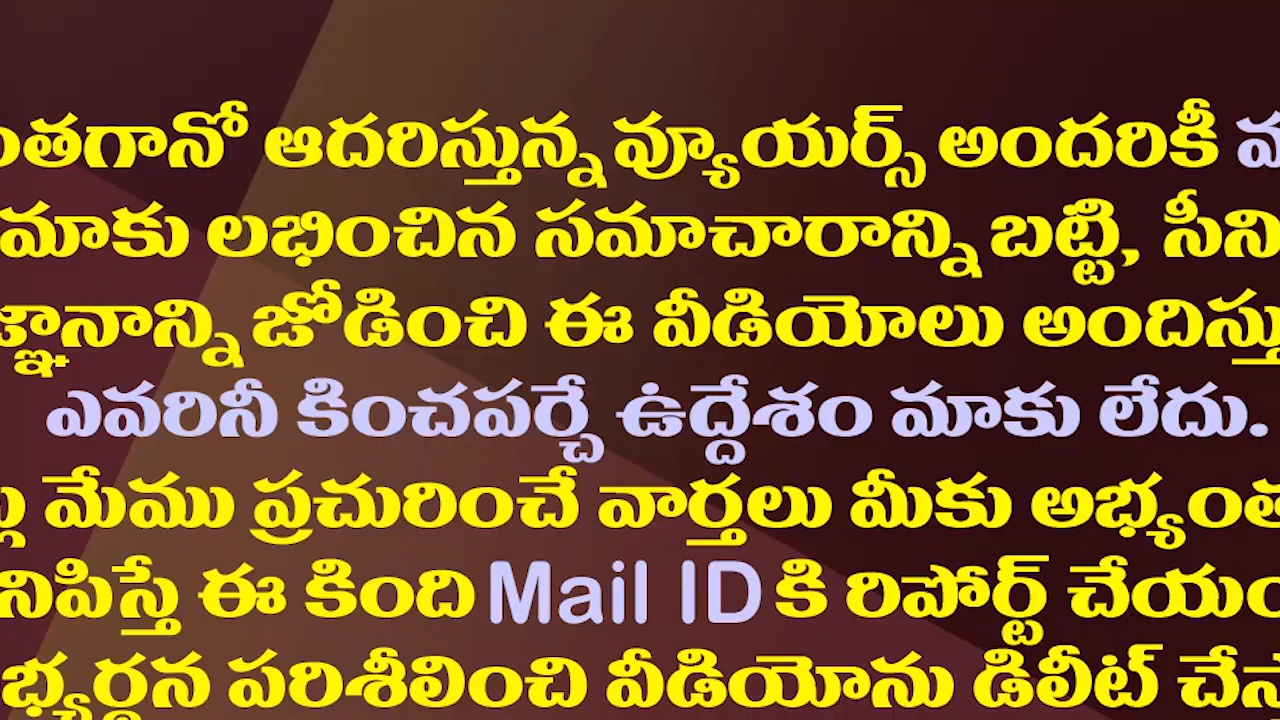 ఆదరిస్తున్న వ్యూయర్స్ అందరికీ
మాకు లభించిన సమాచారాన్ని బట్టి,
జోడించి ఈ వీడియోలు
ఎవరినీ కించపర్చే ఉద్దేశం మాకు లేదు.
మేము ప్రచురించే వార్తలు మీకు
ఈ కింది Mail ID కి రిపోర్ట్
పరిశీలించి వీడియోను డిలీట్